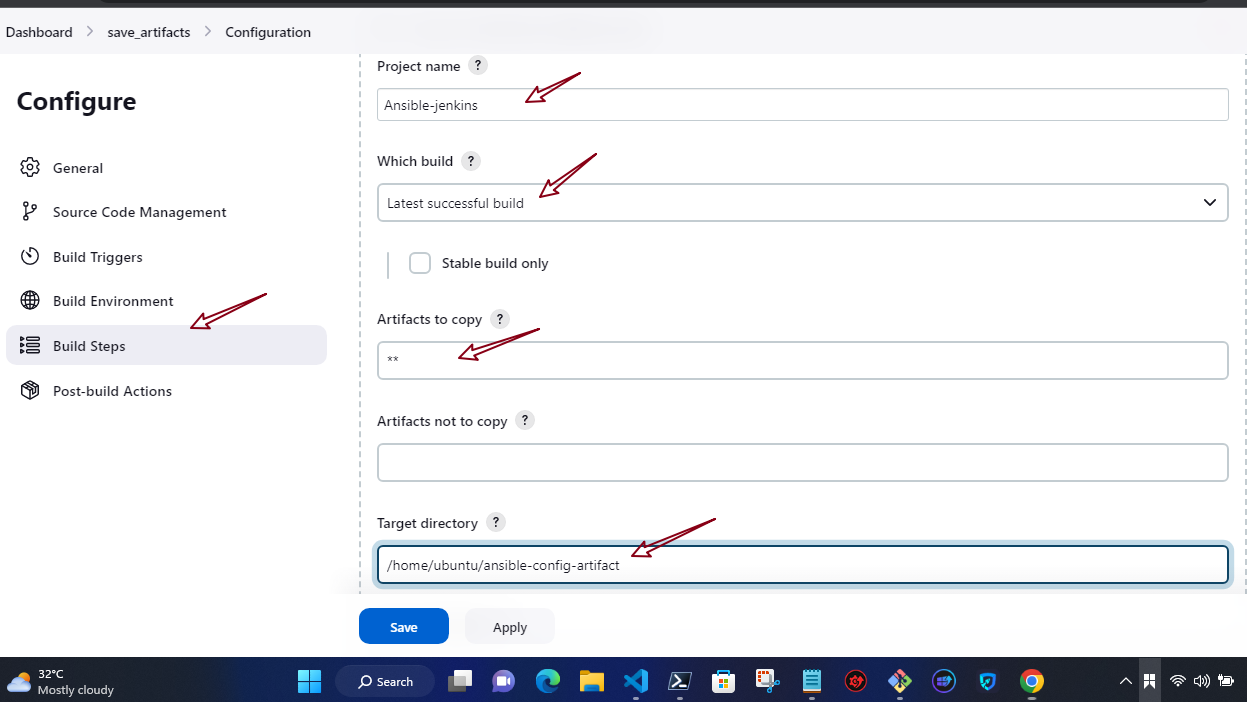 Dashboard > save_artifacts > Configuration
Configure
General
Source Code Management
Build Triggers
Build Environment
Build Steps
Post-build Actions
Project name ?
Ansible-jenkins
Which build ?
Latest successful build
Stable build only
Artifacts to copy ?
**
Artifacts not to copy ?
Target directory ?
/home/ubuntu/ansible-config-artifact
Save Apply
32°C
Mostly cloudy
Search